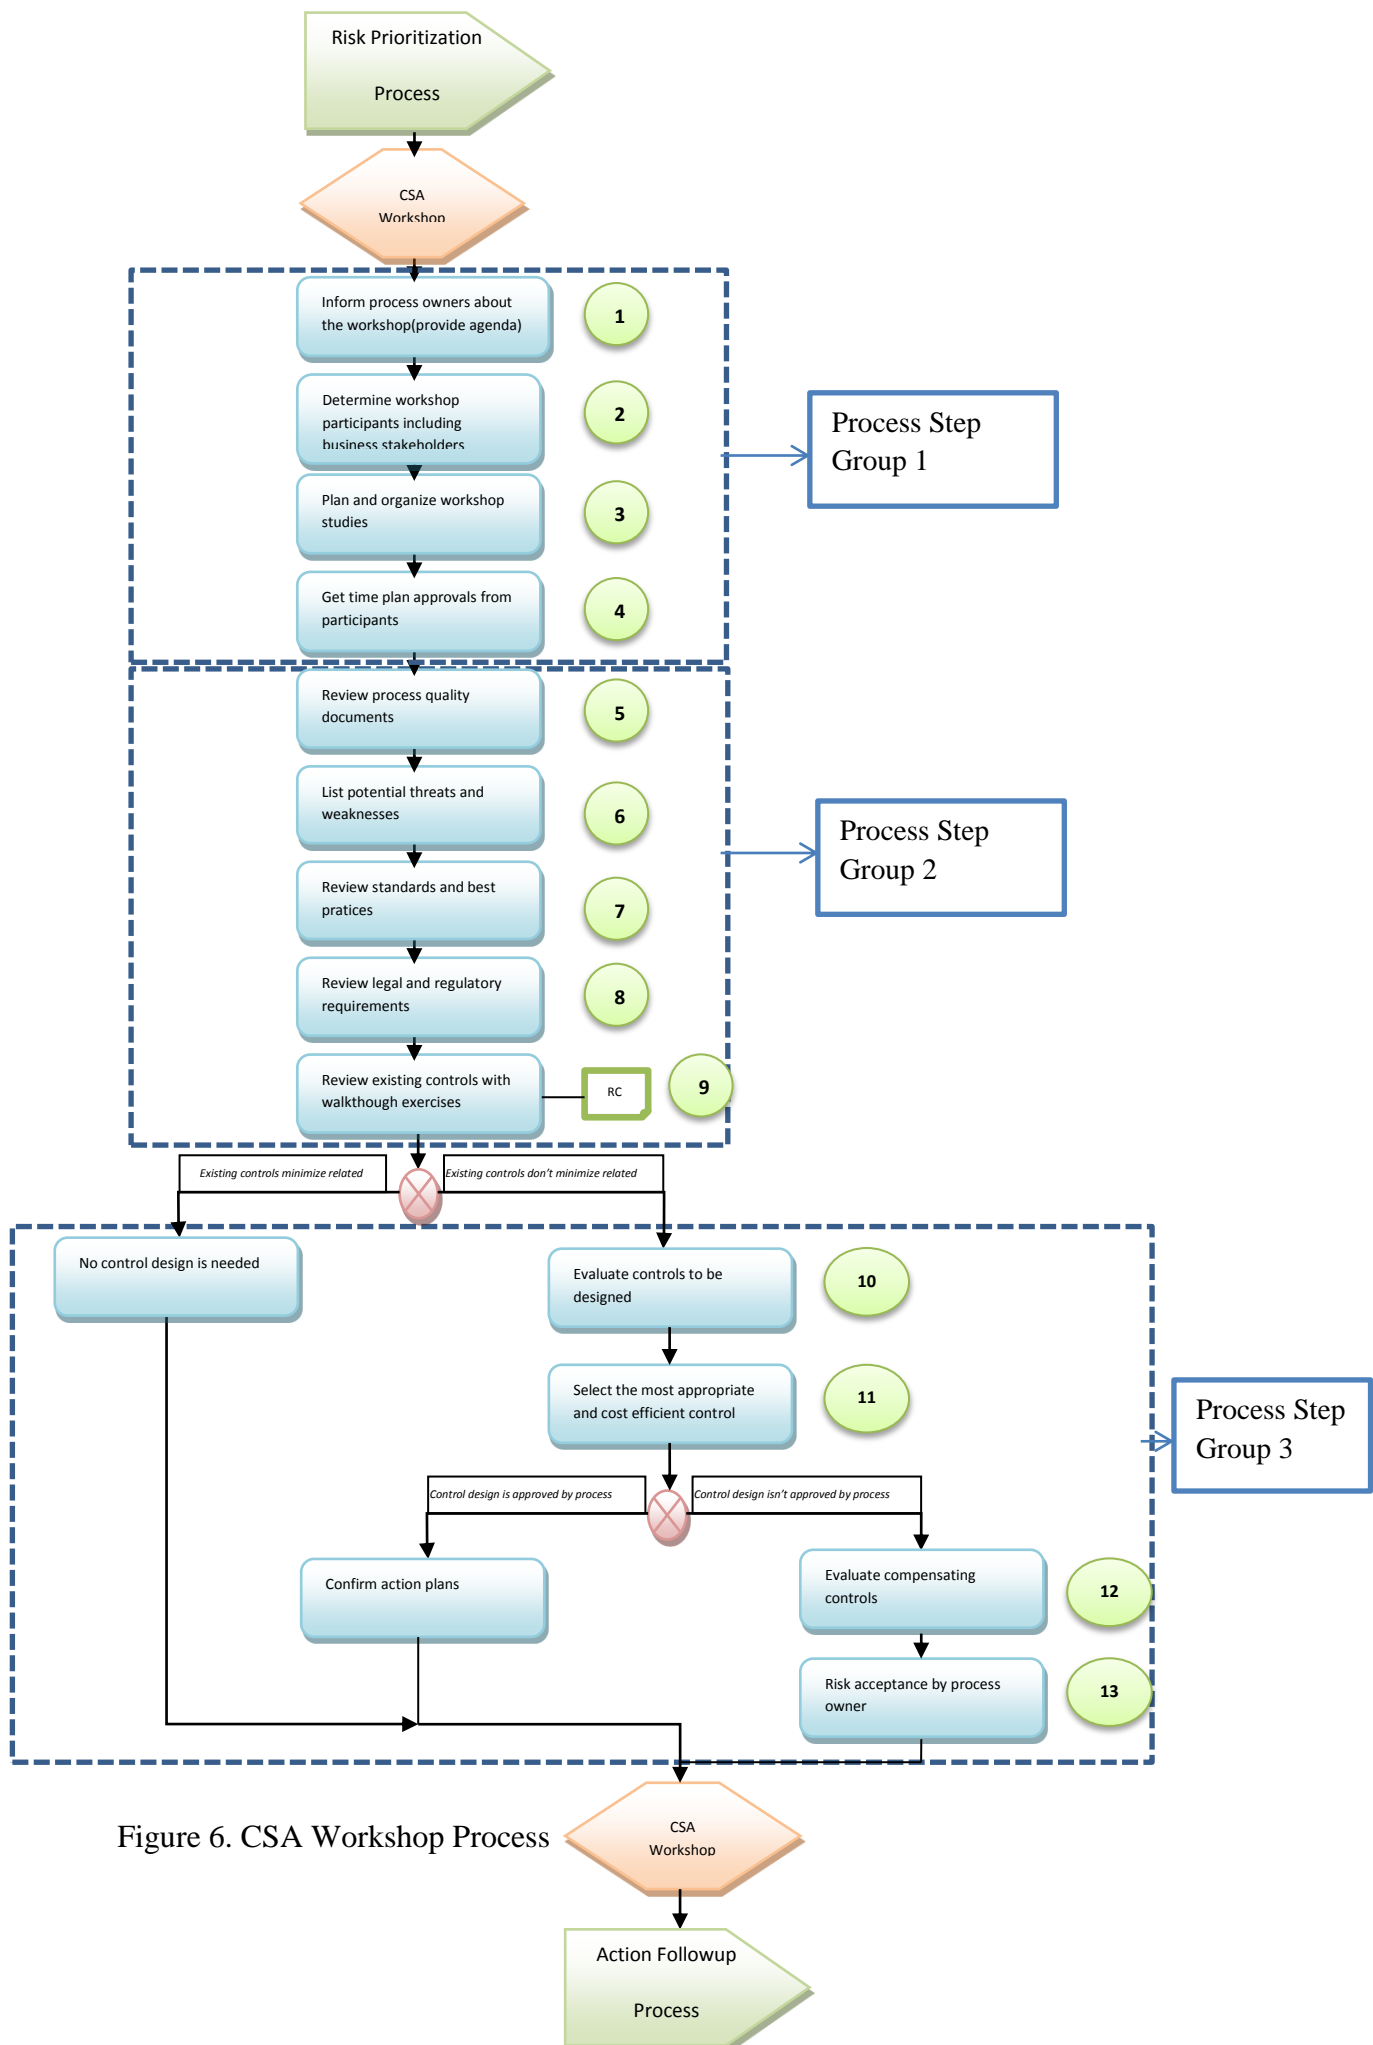 Risk Prioritization
Process
CSA
Workshop
Inform process owners about
the workshop(provide agenda)
1
Determine workshop
participants including
business stakeholders
2
Process Step
Group 1
Plan and organize workshop
studies
3
Get time plan approvals from
participants
4
Review process quality
documents
5
List potential threats and
weaknesses
6
Process Step
Group 2
Review standards and best
pratices
7
Review legal and regulatory
requirements
8
Review existing controls with
walkthough exercises
RC
9
Existing controls minimize related
Existing controls don't minimize related
No control design is needed
Evaluate controls to be
designed
10
Select the most appropriate
and cost efficient control
11
Process Step
Group 3
Control design is approved by process
Control design isn't approved by process
Confirm action plans
Evaluate compensating
controls
12
Risk acceptance by process
owner
13
Figure 6. CSA Workshop Process
CSA
Workshop
Action Followup
Process